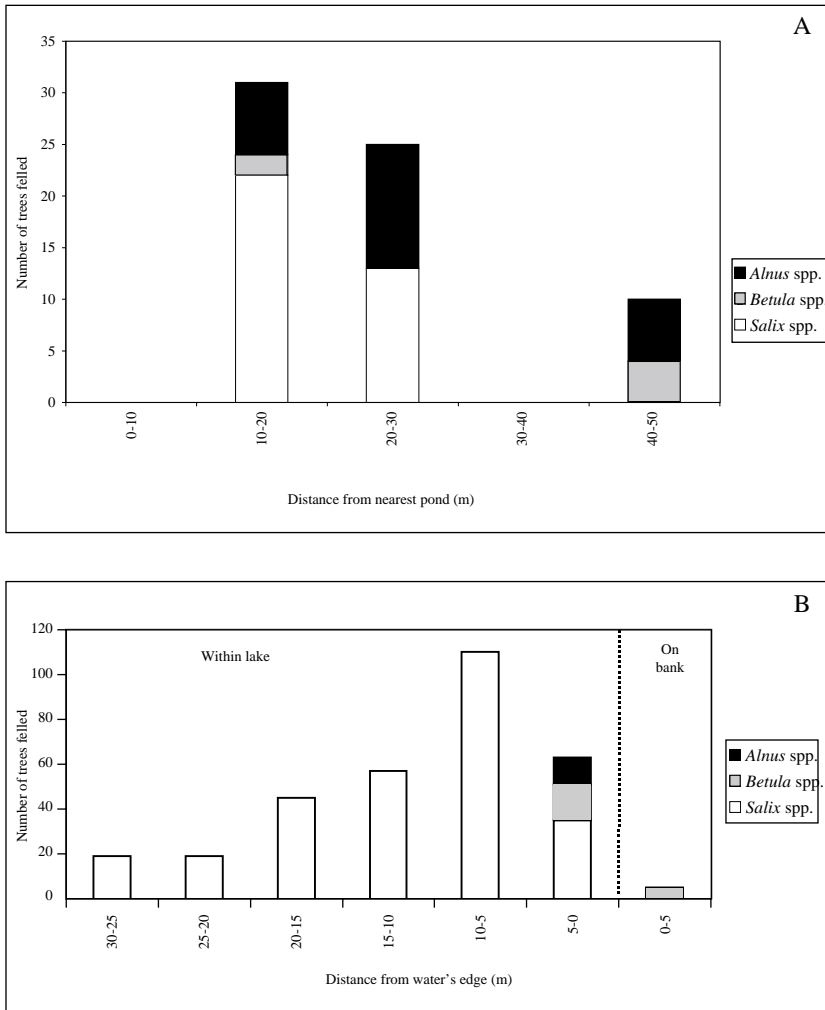 A
35
30
25
20
15
10
5
0
Number of trees felled
0-10
10-20
20-30
30-40
40-50
Distance from nearest pond (m)
Alnus spp.
Betula spp.
Salix spp.
B
120
100
80
60
40
20
0
Number of trees felled
Within lake
On
bank
30-25
25-20
20-15
15-10
10-5
5-0
0-5
Distance from water's edge (m)
Alnus spp.
Betula spp.
Salix spp.